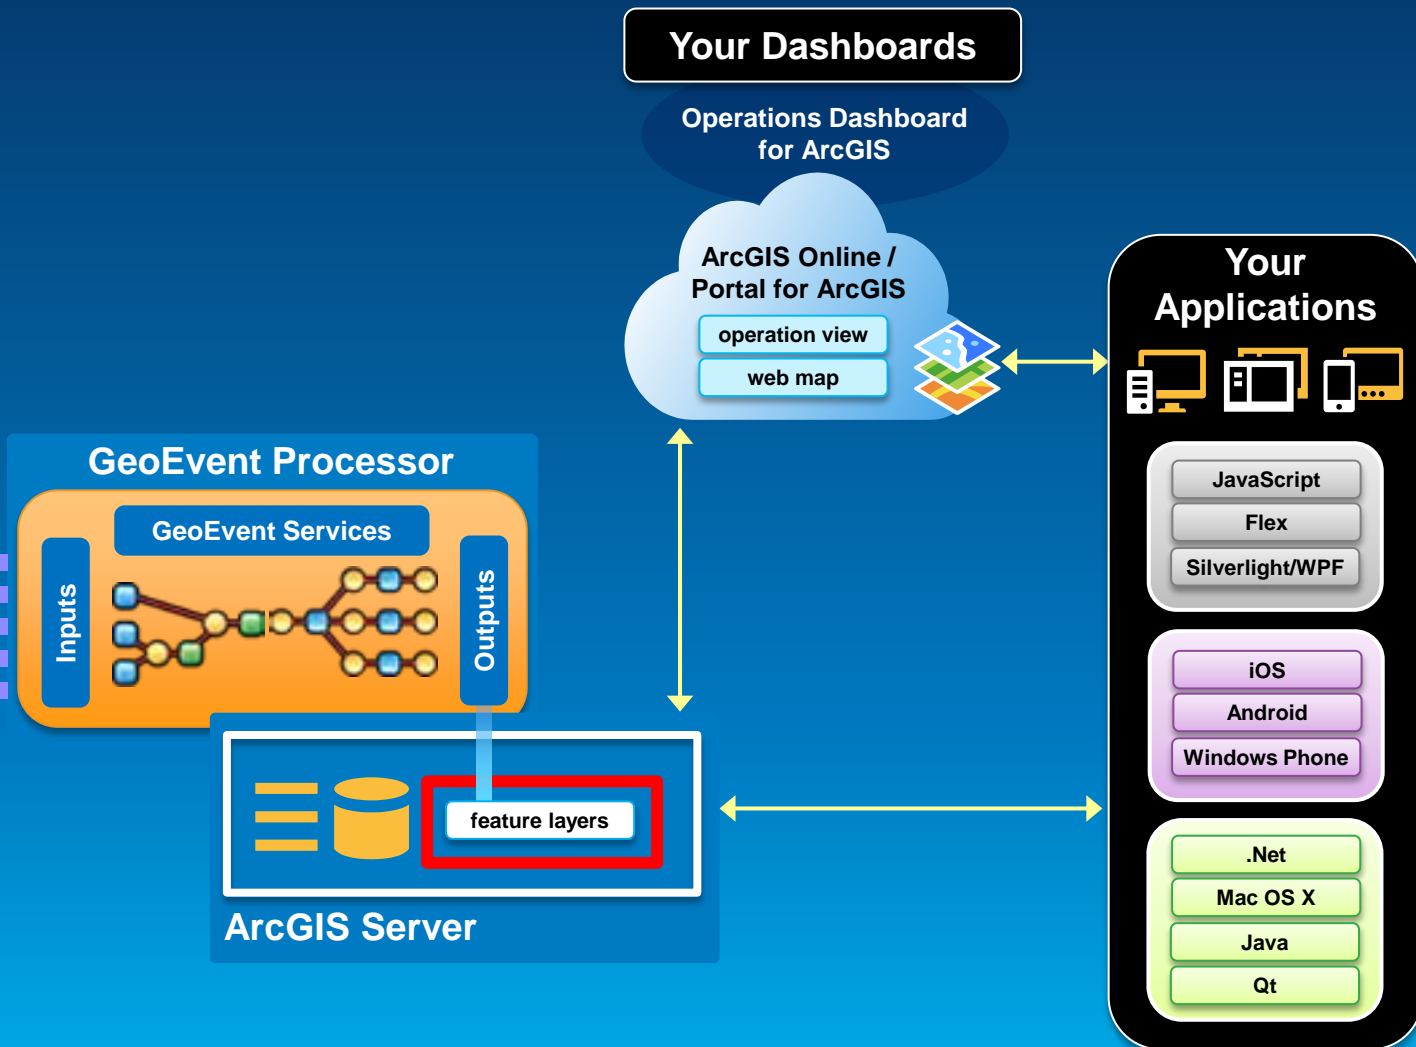 Your Dashboards
Operations Dashboard
for ArcGIS
ArcGIS Online /
Portal for ArcGIS
operation view
web map
Your
Applications
JavaScript
Flex
Silverlight/WPF
iOS
Android
Windows Phone
.Net
Mac OS X
Java
Qt
GeoEvent Processor
GeoEvent Services
Inputs
Outputs
feature layers
ArcGIS Server